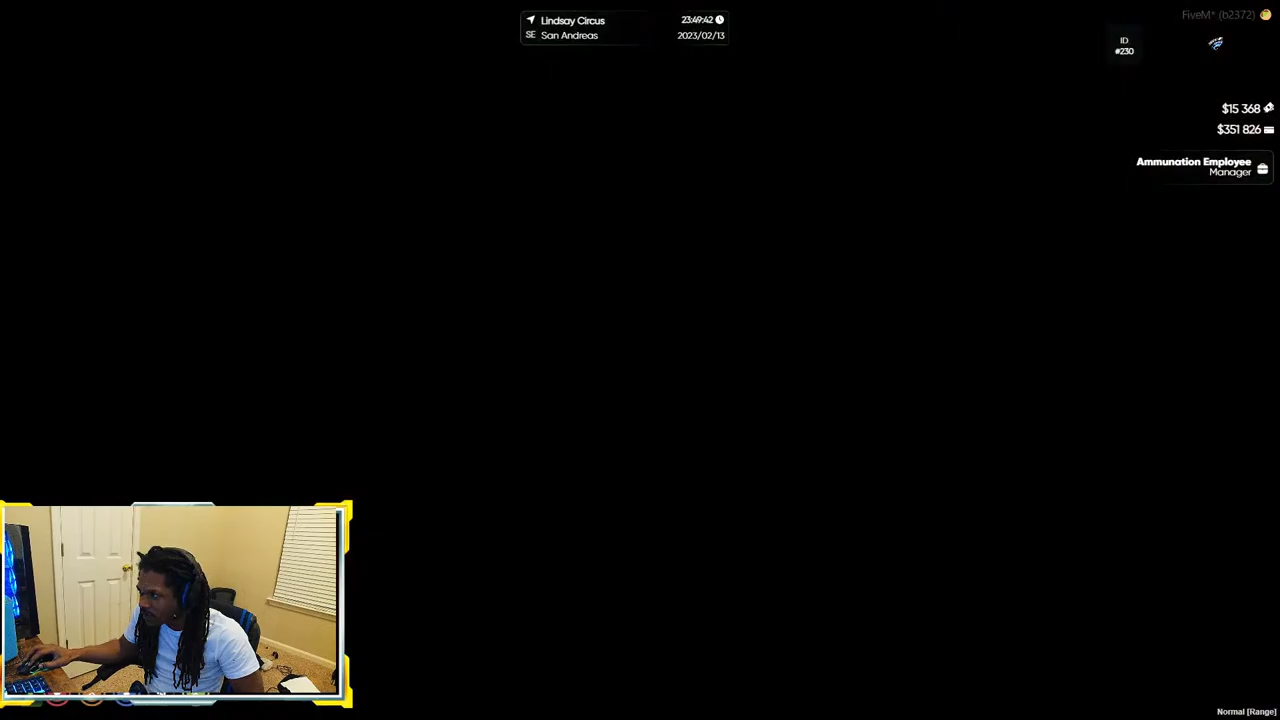 Lindsay Circus
23:49:42
SE San Andreas
2023/02/13
FiveM* (b2372)
ID
#230
$15 368
$351 826
Ammunation Employee
Manager
Normal [Range]